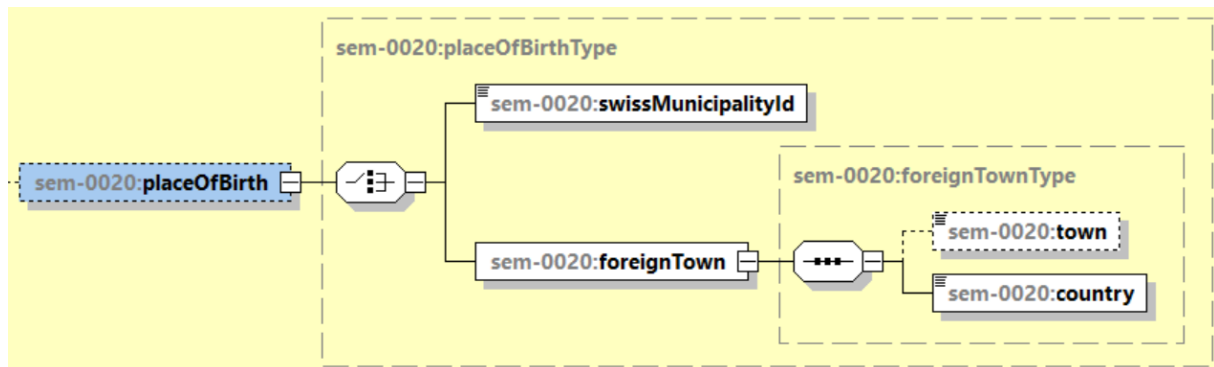 sem-0020:placeOfBirthType
sem-0020:swissMunicipalityId
sem-0020:placeOfBirth
sem-0020:foreignTownType
sem-0020:town
sem-0020:foreignTown
sem-0020:country